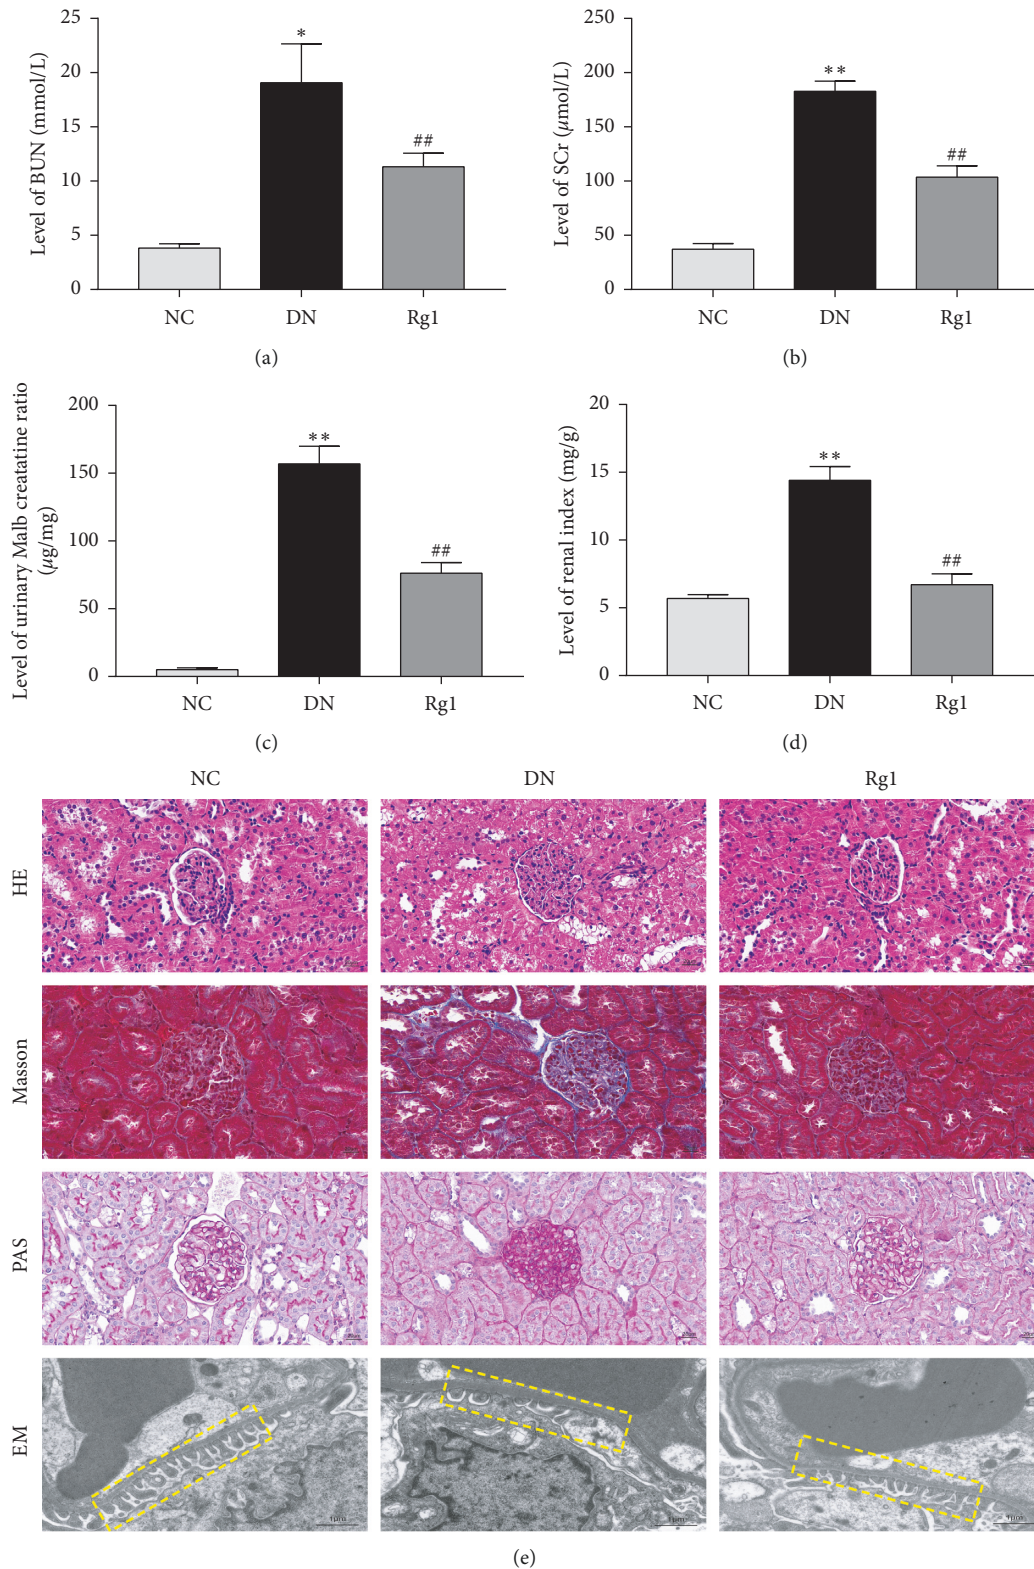 25
20
15
10
5
0
Level of BUN (mmol/L)
*
##
NC DN Rg1
(a)
250
200
150
100
50
0
Level of SCr (μmol/L)
**
##
NC DN Rg1
(b)
200
150
100
50
0
Level of urinary Malb creatatine ratio
(μg/mg)
**
##
NC DN Rg1
(c)
20
15
10
5
0
Level of renal index (mg/g)
**
##
NC DN Rg1
(d)
NC DN Rg1
HE
Masson
PAS
EM
1μm
1μm
1μm
(e)